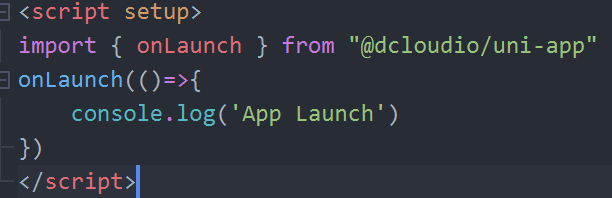 <script setup>
import { onLaunch } from "@dcloudio/uni-app"
onLaunch(()=>{
    console.log('App Launch')
})
</script>